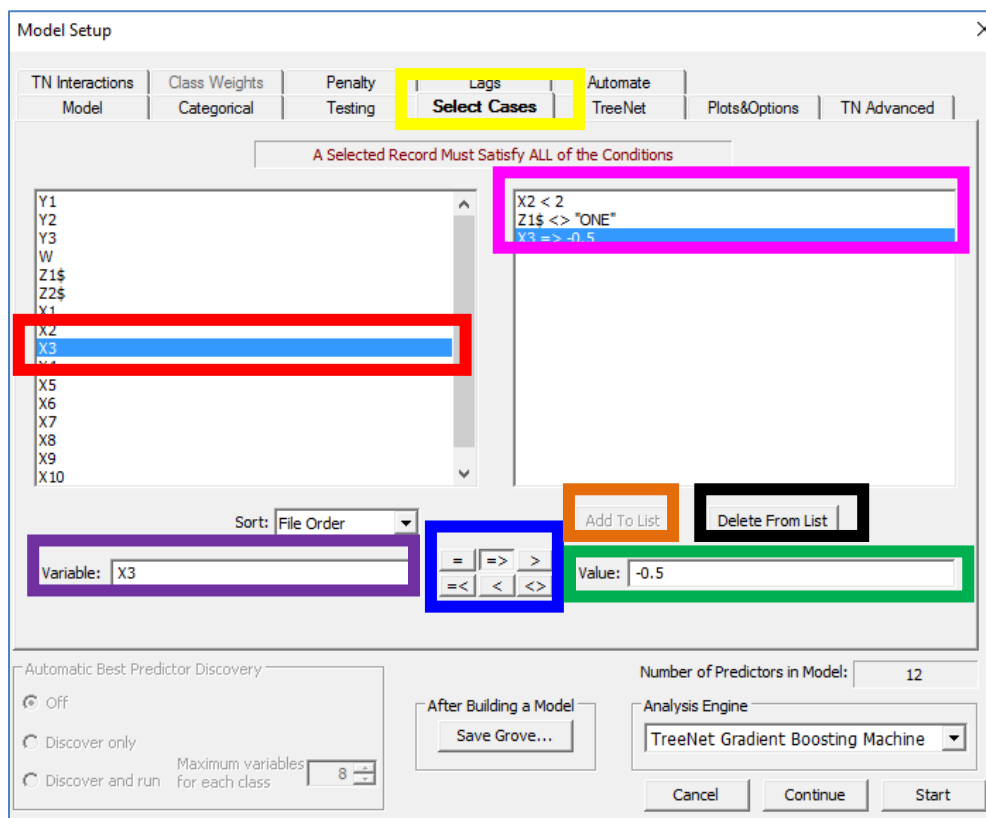 Model Setup
TN Interactions Class Weights Penalty Lags Automate
Model Categorical Testing Select Cases TreeNet Plots&Options TN Advanced
A Selected Record Must Satisfy ALL of the Conditions
Y1
Y2
Y3
W
Z1$
Z2$
X1
X2
X3
X5
X6
X7
X8
X9
X10
X2 < 2
Z1$ <> "ONE"
X3 => -0.5
Sort: File Order
Add To List Delete From List
Variable: X3
= => >
=< < <>
Value: -0.5
Automatic Best Predictor Discovery
Off
Discover only
Discover and run
Maximum variables
for each class
8
After Building a Model
Save Grove...
Number of Predictors in Model: 12
Analysis Engine
TreeNet Gradient Boosting Machine
Cancel Continue Start